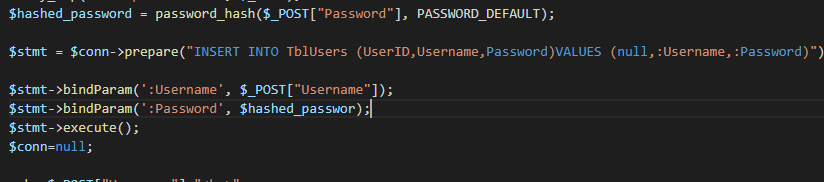 $hashed_password = password_hash($_POST["Password"], PASSWORD_DEFAULT);
$stmt = $conn->prepare("INSERT INTO TblUsers (UserID,Username,Password)VALUES (null,:Username,:Password)")
$stmt->bindParam(':Username', $_POST["Username"]);
$stmt->bindParam(':Password', $hashed_passwor);
$stmt->execute();
$conn=null;